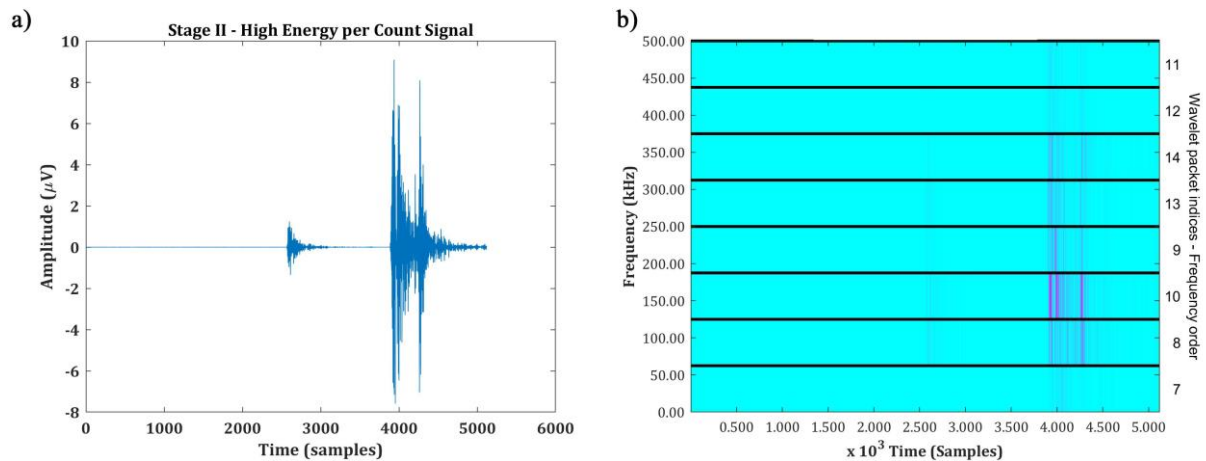 a)
Stage II - High Energy per Count Signal
10
8
6
4
2
0
-2
-4
-6
-8
Amplitude (μV)
0 1000 2000 3000 4000 5000 6000
Time (samples)
b)
500.00
450.00
400.00
350.00
300.00
250.00
200.00
150.00
100.00
50.00
0.00
Frequency (kHz)
0.500 1.000 1.500 2.000 2.500 3.000 3.500 4.000 4.500 5.000
x 10³ Time (Samples)
11
12
14
13
9
10
8
7
Wavelet packet indices - Frequency order